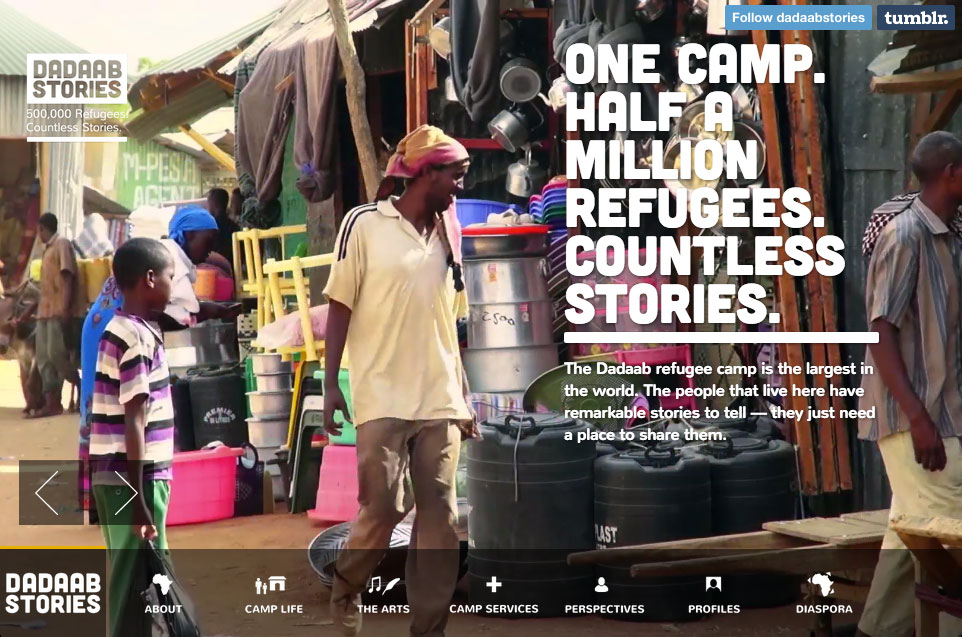 Follow dadaabstories
tumblr.
DADAAB
STORIES
500,000 Refugees.
Countless Stories.
ONE CAMP.
HALF A
MILLION
REFUGEES.
COUNTLESS
STORIES.
The Dadaab refugee camp is the largest in
the world. The people that live here have
remarkable stories to tell — they just need
a place to share them.
M-PESA
AGENT
2500
PREMIER
PLAST
DADAAB
STORIES
ABOUT
CAMP LIFE
THE ARTS
CAMP SERVICES
PERSPECTIVES
PROFILES
DIASPORA